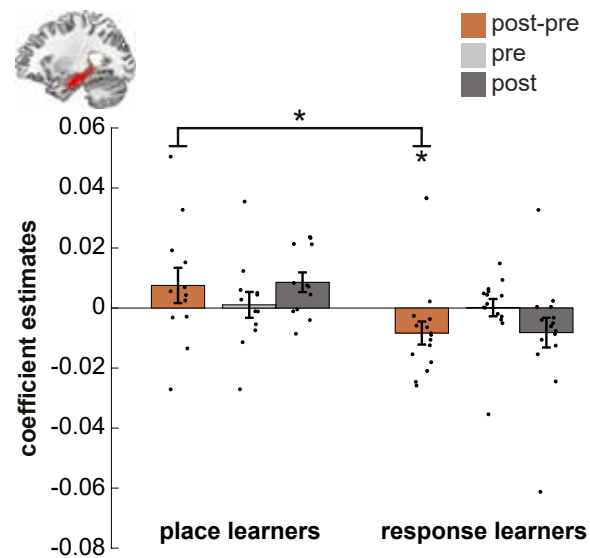 post-pre
pre
post
*
*
0.06
0.04
0.02
0
-0.02
-0.04
-0.06
-0.08
coefficient estimates
place learners
response learners